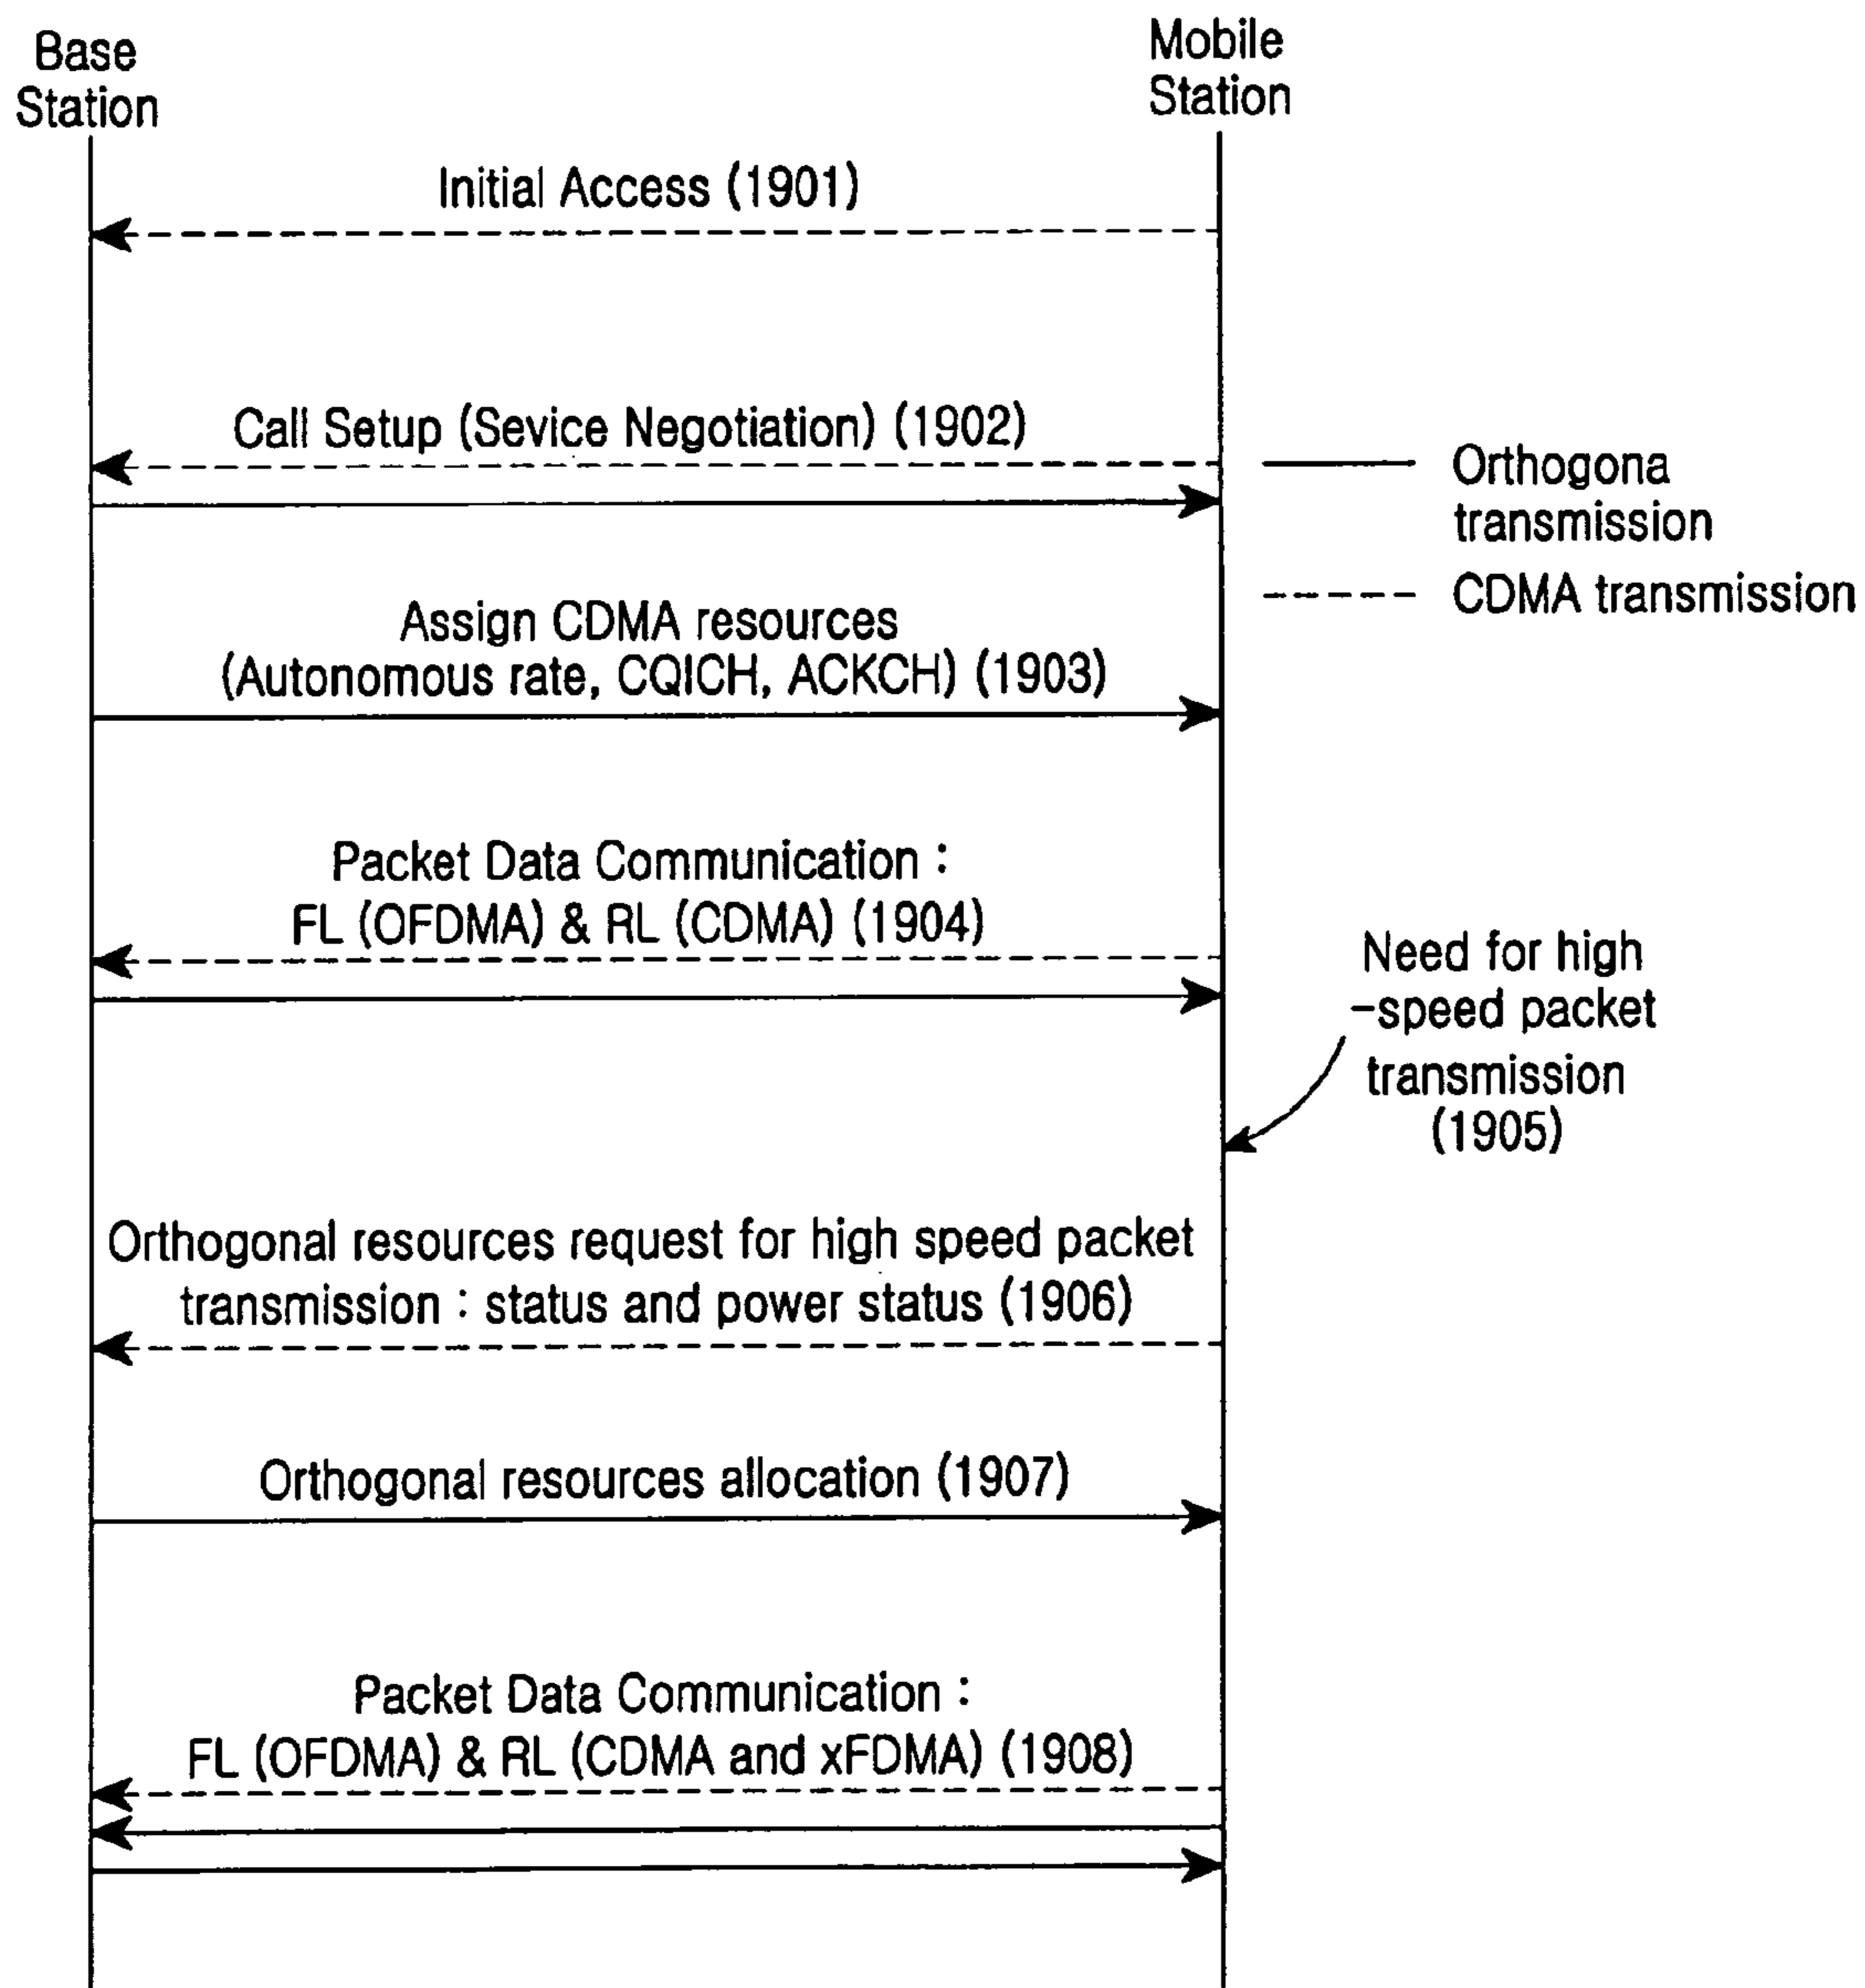 Base
Station
Mobile
Station
Initial Access (1901)
Call Setup (Sevice Negotiation) (1902)
Orthogona
transmission
CDMA transmission
Assign CDMA resources
(Autonomous rate, CQICH, ACKCH) (1903)
Packet Data Communication :
FL (OFDMA) & RL (CDMA) (1904)
Need for high
-speed packet
transmission
(1905)
Orthogonal resources request for high speed packet
transmission : status and power status (1906)
Orthogonal resources allocation (1907)
Packet Data Communication :
FL (OFDMA) & RL (CDMA and xFDMA) (1908)